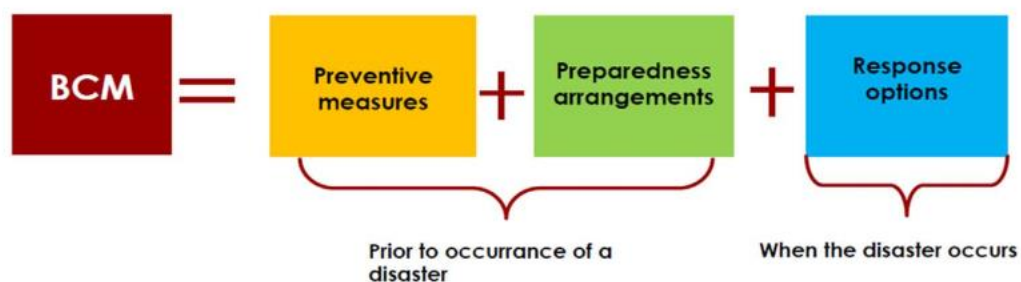 BCM
=
Preventive
measures
+
Preparedness
arrangements
+
Response
options
Prior to occurrance of a
disaster
When the disaster occurs